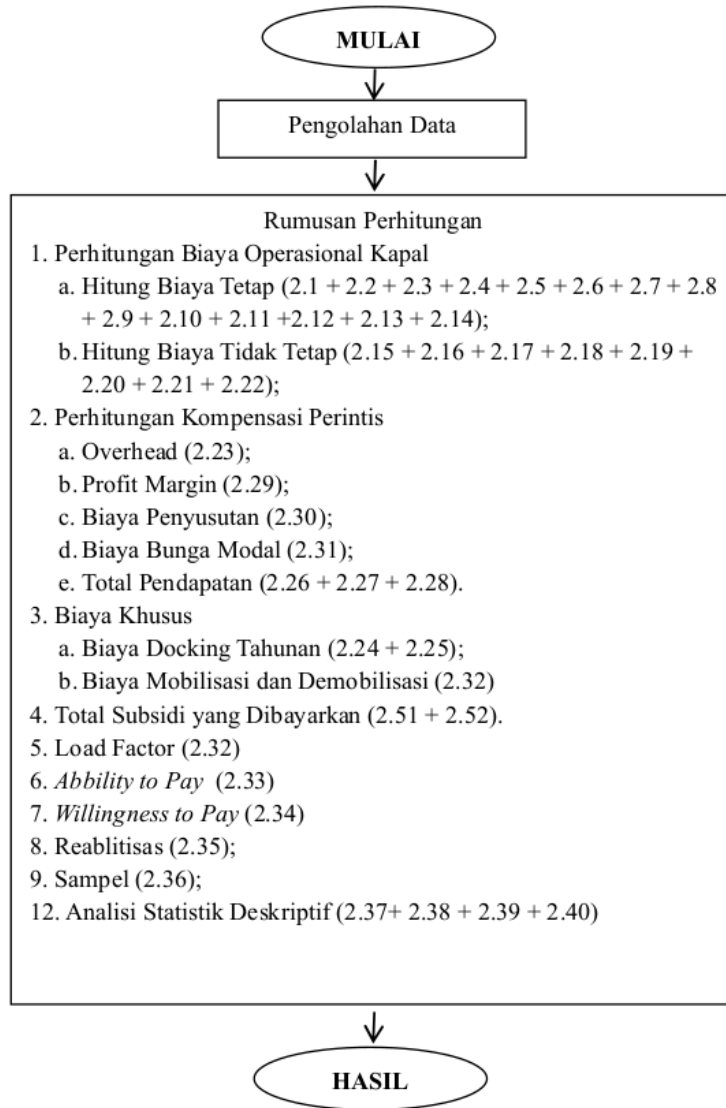 MULAI
Pengolahan Data
Rumusan Perhitungan
1. Perhitungan Biaya Operasional Kapal
a. Hitung Biaya Tetap (2.1 + 2.2 + 2.3 + 2.4 + 2.5 + 2.6 + 2.7 + 2.8
+ 2.9 + 2.10 + 2.11 +2.12 + 2.13 + 2.14);
b. Hitung Biaya Tidak Tetap (2.15 + 2.16 + 2.17 + 2.18 + 2.19 +
2.20 + 2.21 + 2.22);
2. Perhitungan Kompensasi Perintis
a. Overhead (2.23);
b. Profit Margin (2.29);
c. Biaya Penyusutan (2.30);
d. Biaya Bunga Modal (2.31);
e. Total Pendapatan (2.26 + 2.27 + 2.28).
3. Biaya Khusus
a. Biaya Docking Tahunan (2.24 + 2.25);
b. Biaya Mobilisasi dan Demobilisasi (2.32)
4. Total Subsidi yang Dibayarkan (2.51 + 2.52).
5. Load Factor (2.32)
6. Abbility to Pay (2.33)
7. Willingness to Pay (2.34)
8. Reablitisas (2.35);
9. Sampel (2.36);
12. Analisi Statistik Deskriptif (2.37+ 2.38 + 2.39 + 2.40)
HASIL